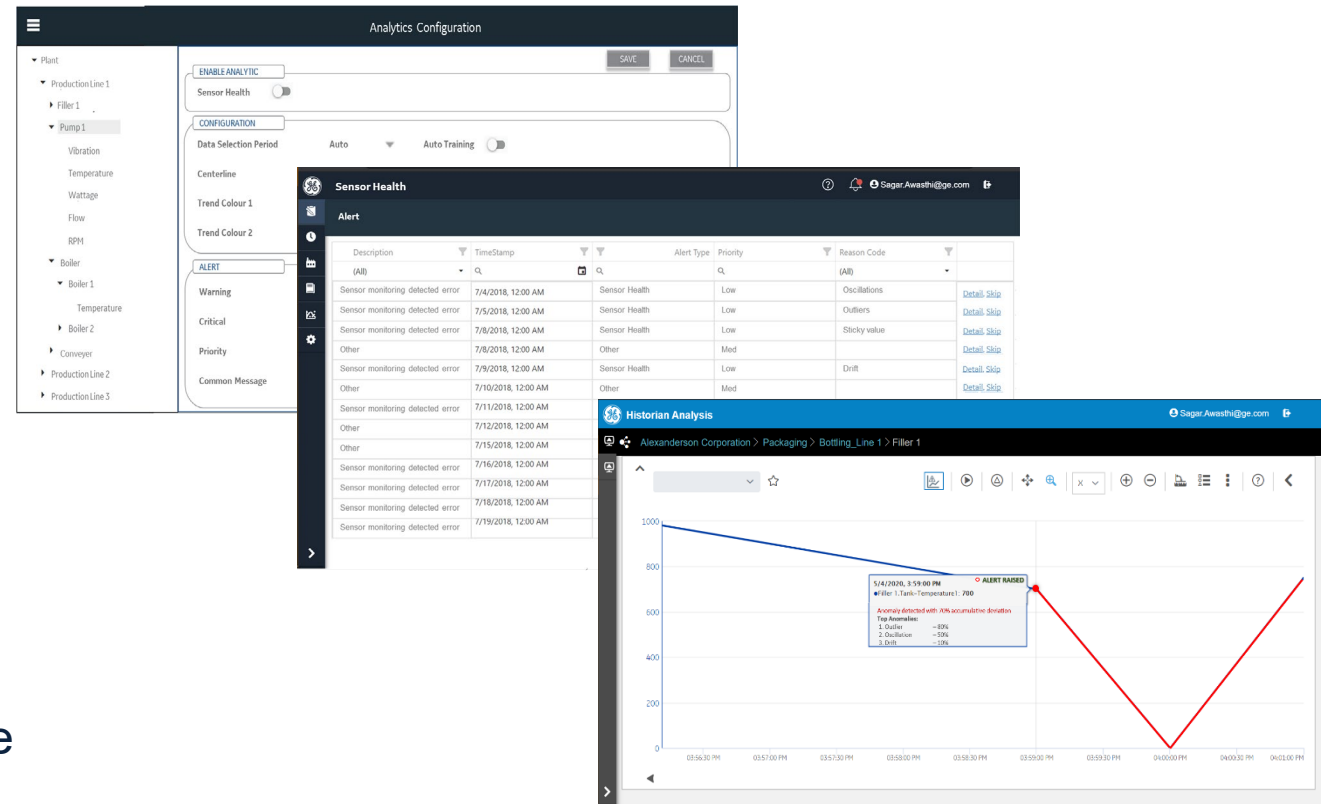 Analytics Configuration
SAVE CANCEL
Plant
Production Line 1
Filler 1
Pump 1
Vibration
Temperature
Wattage
Flow
RPM
Boiler
Boiler 1
Temperature
Boiler 2
Conveyer
Production Line 2
Production Line 3
ENABLE ANALYTIC
Sensor Health
CONFIGURATION
Data Selection Period Auto Auto Training
Centerline
Trend Colour 1
Trend Colour 2
ALERT
Warning
Critical
Priority
Common Message
Sensor Health Sagar.Awasthi@ge.com
Alert
Description TimeStamp Alert Type Priority Reason Code
(All) (All)
Sensor monitoring detected error 7/4/2018, 12:00 AM Sensor Health Low Oscillations Detail, Skip
Sensor monitoring detected error 7/5/2018, 12:00 AM Sensor Health Low Outliers Detail, Skip
Sensor monitoring detected error 7/8/2018, 12:00 AM Sensor Health Low Sticky value Detail, Skip
Other 7/8/2018, 12:00 AM Other Med Detail, Skip
Sensor monitoring detected error 7/9/2018, 12:00 AM Sensor Health Low Drift Detail, Skip
Other 7/10/2018, 12:00 AM Other Med Detail, Skip
Sensor monitoring detected error 7/11/2018, 12:00 AM
Other 7/12/2018, 12:00 AM
Other 7/15/2018, 12:00 AM
Sensor monitoring detected error 7/16/2018, 12:00 AM
Sensor monitoring detected error 7/17/2018, 12:00 AM
Sensor monitoring detected error 7/18/2018, 12:00 AM
Sensor monitoring detected error 7/19/2018, 12:00 AM
Historian Analysis Sagar.Awasthi@ge.com
Alexanderson Corporation > Packaging > Bottling_Line 1 > Filler 1
X
1000
800
600
400
200
0
5/4/2020, 3:59:00 PM ALERT RAISED
Filler 1.Tank-Temperature1: 700
Anomaly detected with 70% accumulative deviation
Top Anomalies:
1. Outlier ~ 80%
2. Oscillation ~ 50%
3. Drift ~ 10%
03:56:30 PM 03:57:00 PM 03:57:30 PM 03:58:00 PM 03:58:30 PM 03:59:00 PM 03:59:30 PM 04:00:00 PM 04:00:30 PM 04:01:00 PM
e